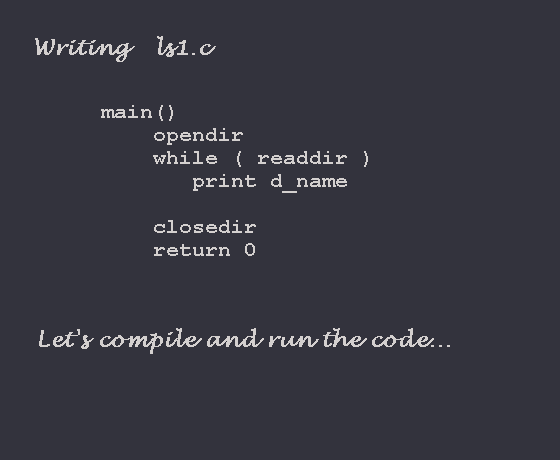 Writing ls1.c
main()
opendir
while ( readdir )
print d_name
closedir
return 0
Let's compile and run the code...